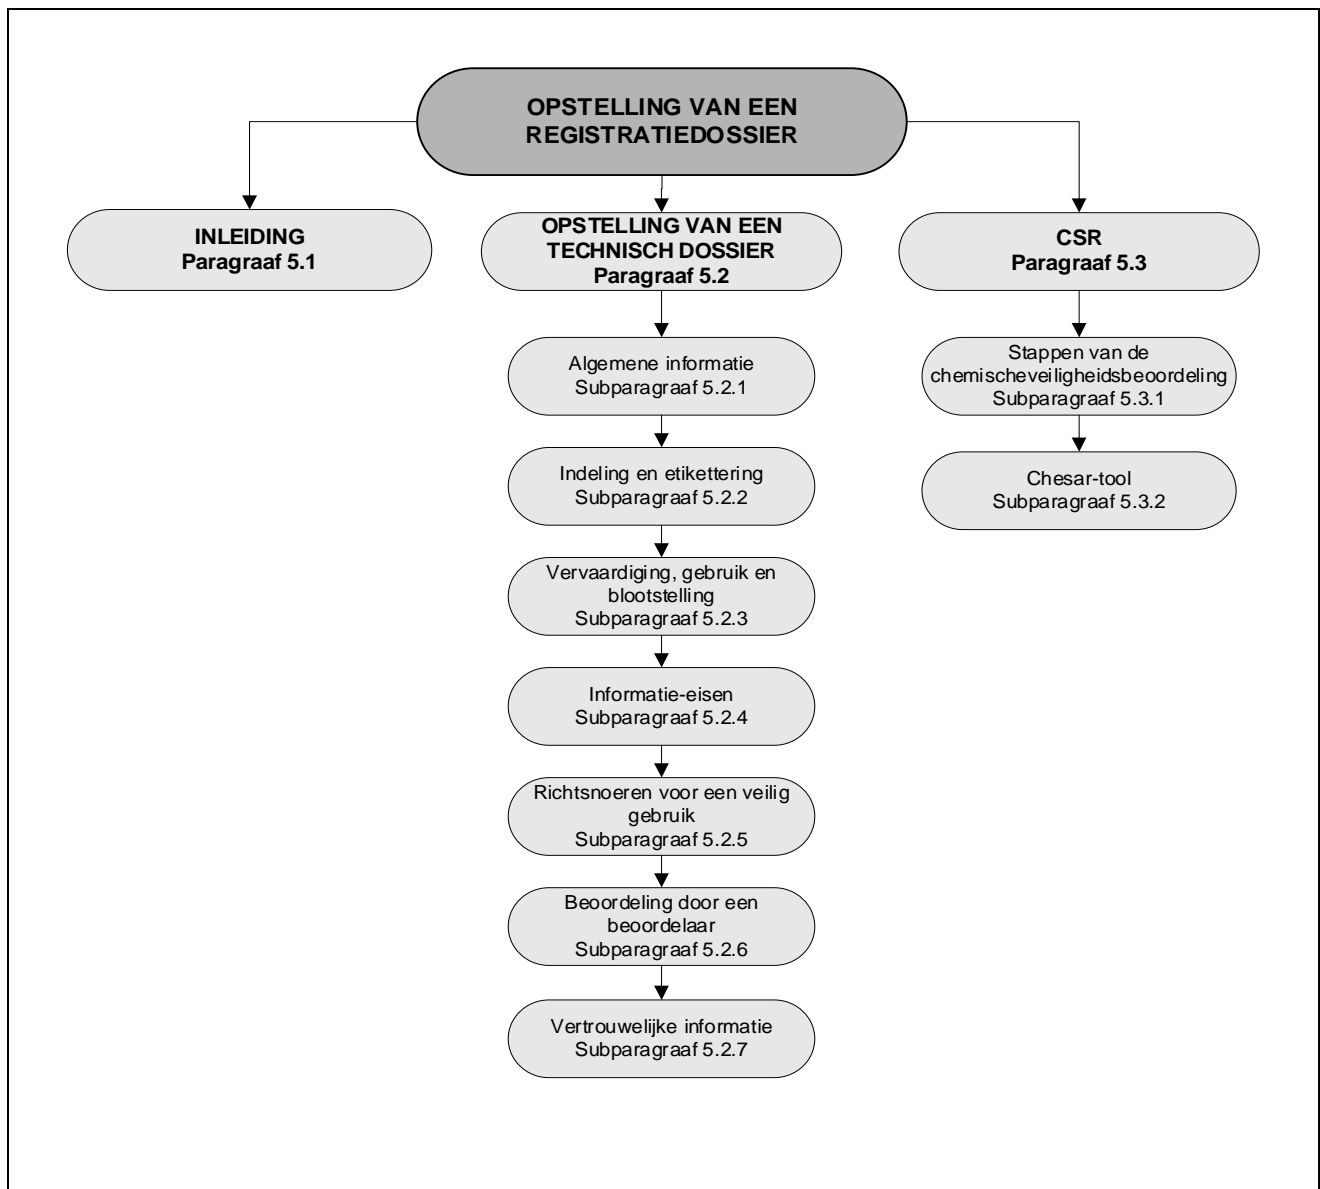 OPSTELLING VAN EEN
REGISTRATIEDOSSIER
INLEIDING
Paragraaf 5.1
OPSTELLING VAN EEN
TECHNISCH DOSSIER
Paragraaf 5.2
CSR
Paragraaf 5.3
Algemene informatie
Subparagraaf 5.2.1
Indeling en etikettering
Subparagraaf 5.2.2
Vervaardiging, gebruik en
blootstelling
Subparagraaf 5.2.3
Informatie-eisen
Subparagraaf 5.2.4
Richtsnoeren voor een veilig
gebruik
Subparagraaf 5.2.5
Beoordeling door een
beoordelaar
Subparagraaf 5.2.6
Vertrouwelijke informatie
Subparagraaf 5.2.7
Stappen van de
chemischeveiligheidsbeoordeling
Subparagraaf 5.3.1
Chesar-tool
Subparagraaf 5.3.2